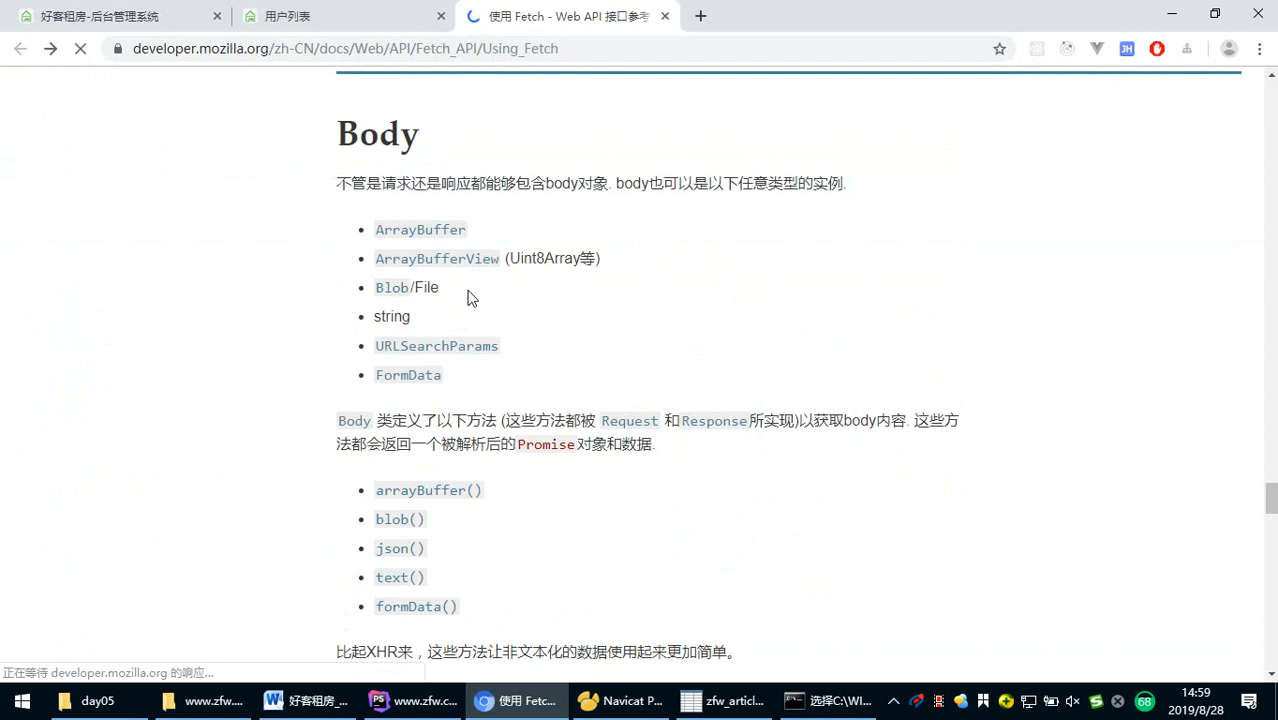 好客租房-后台管理系统
用户列表
使用 Fetch - Web API 接口参考
developer.mozilla.org/zh-CN/docs/Web/API/Fetch_API/Using_Fetch
Body
不管是请求还是响应都能够包含body对象. body也可以是以下任意类型的实例.
ArrayBuffer
ArrayBufferView (Uint8Array等)
Blob/File
string
URLSearchParams
FormData
Body 类定义了以下方法 (这些方法都被 Request 和Response所实现)以获取body内容. 这些方
法都会返回一个被解析后的Promise对象和数据.
arrayBuffer()
blob()
json()
text()
formData()
比起XHR来，这些方法让非文本化的数据使用起来更加简单。
正在等待 developer.mozilla.org 的响应...
day05
www.zfw....
好客租房_...
www.zfw.c...
使用 Fetc...
Navicat P...
zfw_articl...
选择C:\WI...
68
14:59
2019/8/28